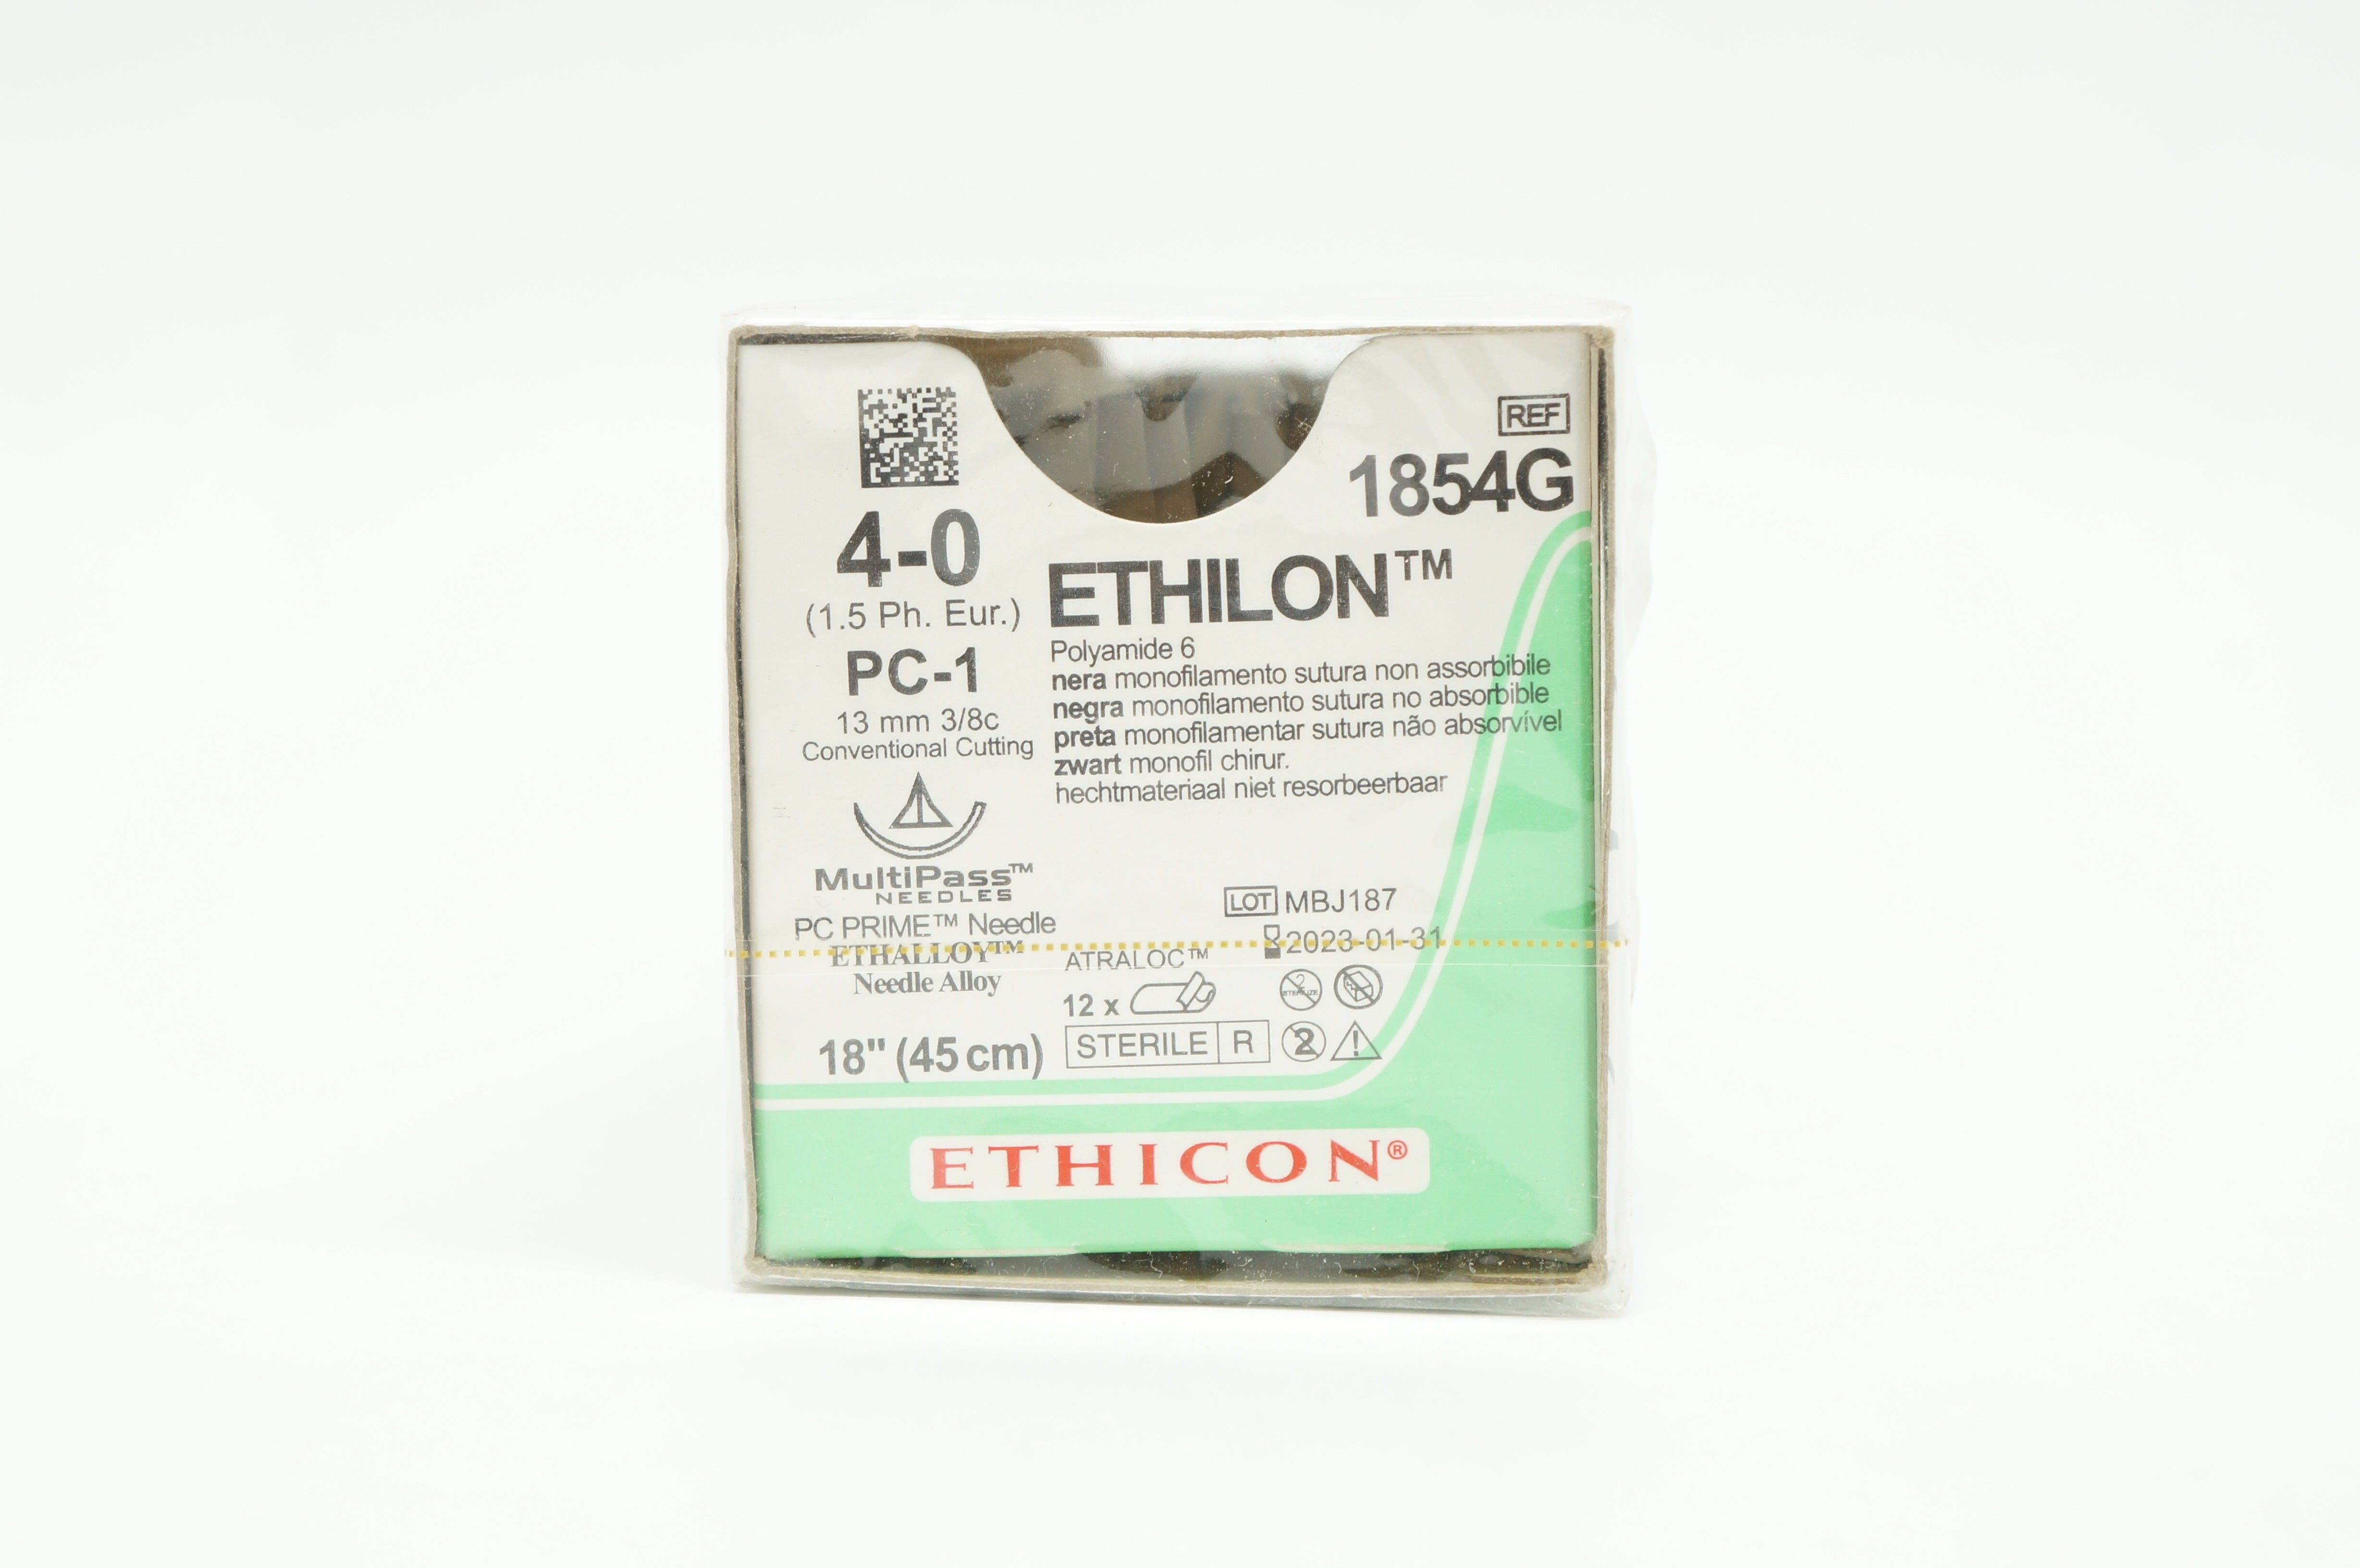 REF
1854G
4-0
(1.5 Ph. Eur.)
PC-1
13 mm 3/8c
Conventional Cutting
MultiPass™
NEEDLES
PC PRIME™ Needle
ETHALLOY™
Needle Alloy
18" (45 cm)
ETHILON™
Polyamide 6
nera monofilamento sutura non assorbibile
negra monofilamento sutura no absorbible
preta monofilamentar sutura não absorvível
zwart monofil chirur.
hechtmateriaal niet resorbeerbaar
LOT MBJ187
2023-01-31
ATRALOC™
12 x
STERILE R
2
STERILIZE
2
ETHICON®